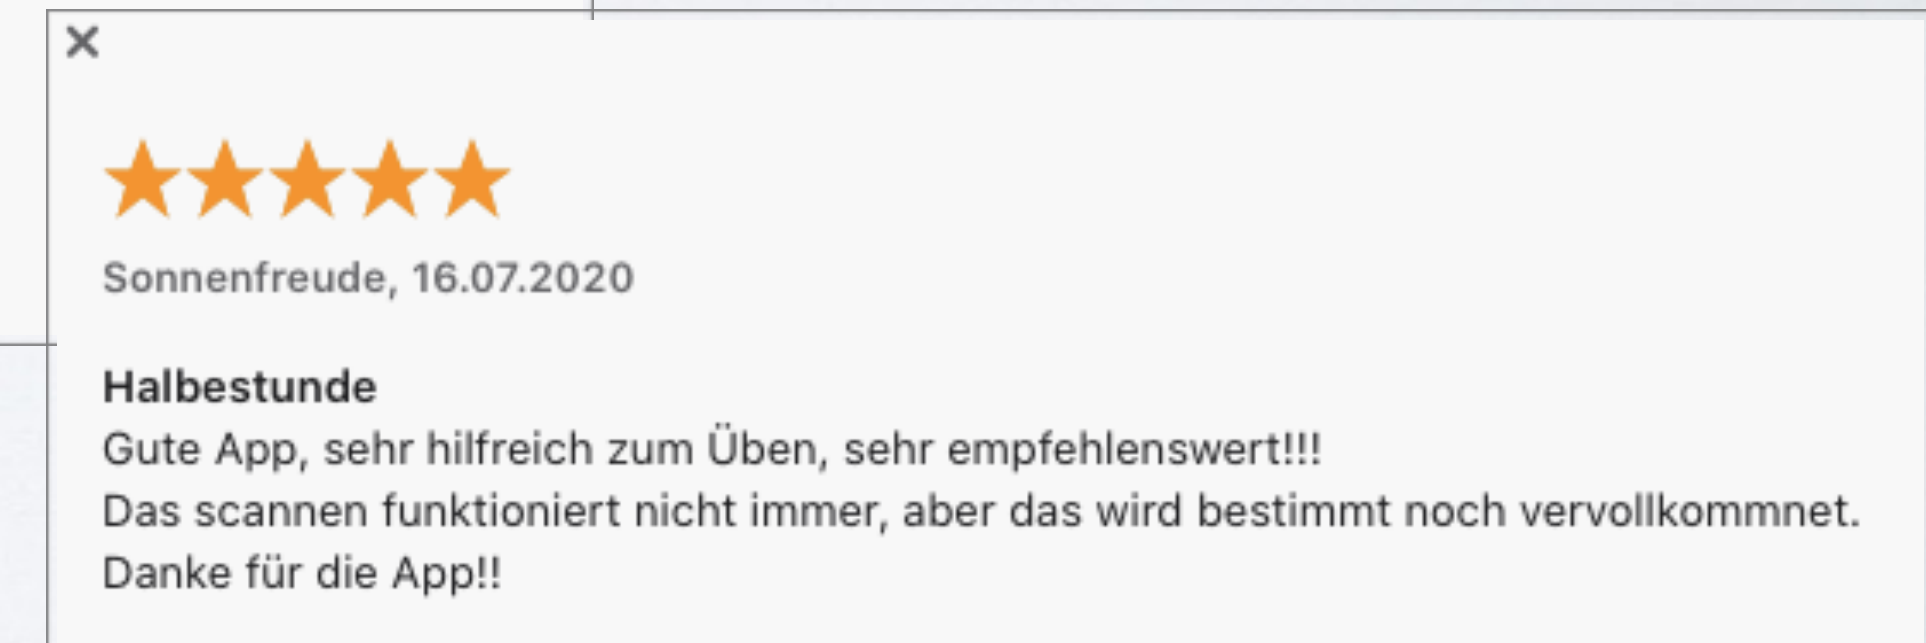 Sonnenfreude, 16.07.2020
Halbestunde
Gute App, sehr hilfreich zum Üben, sehr empfehlenswert!!!
Das scannen funktioniert nicht immer, aber das wird bestimmt noch vervollkommnet.
Danke für die App!!